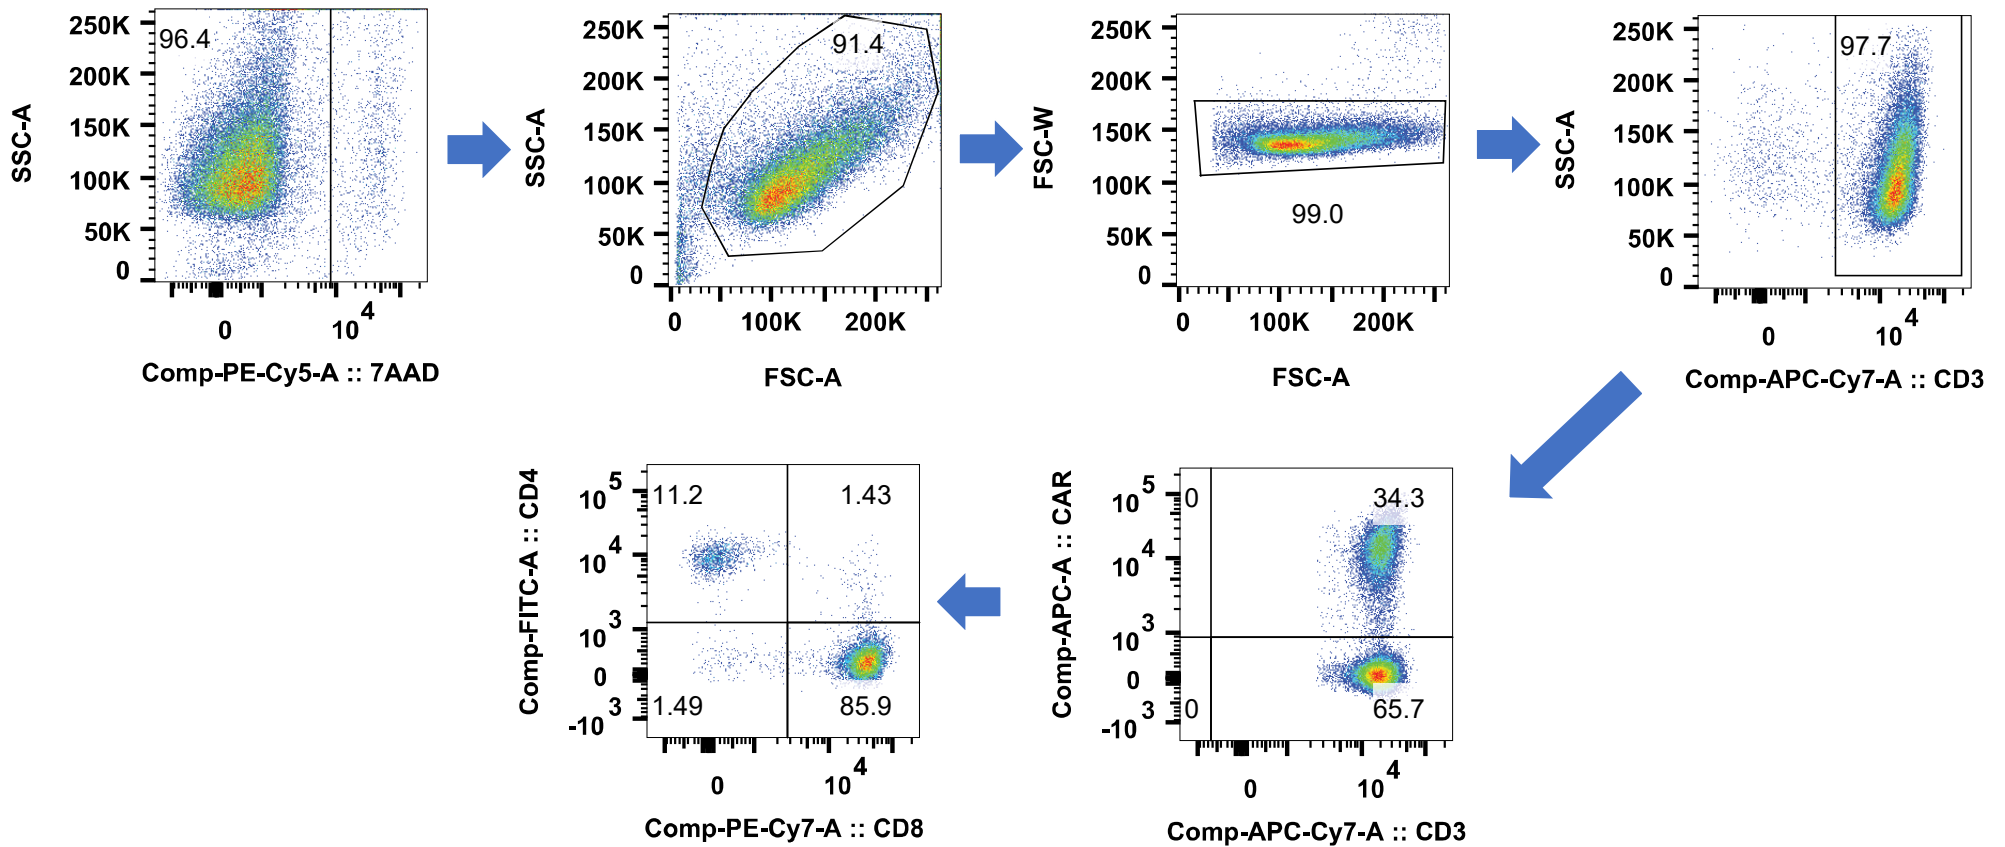 250K
200K
150K
100K
50K
0
SSC-A
96.4
0
10^4
Comp-PE-Cy5-A :: 7AAD
250K
200K
150K
100K
50K
0
SSC-A
91.4
0
100K
200K
FSC-A
250K
200K
150K
100K
50K
0
FSC-W
99.0
0
100K
200K
FSC-A
250K
200K
150K
100K
50K
0
SSC-A
97.7
0
10^4
Comp-APC-Cy7-A :: CD3
10^5
10^4
10^3
0
-10^3
Comp-FITC-A :: CD4
11.2
1.43
1.49
85.9
0
10^4
Comp-PE-Cy7-A :: CD8
10^5
10^4
10^3
0
-10^3
Comp-APC-A :: CAR
0
34.3
0
65.7
0
10^4
Comp-APC-Cy7-A :: CD3